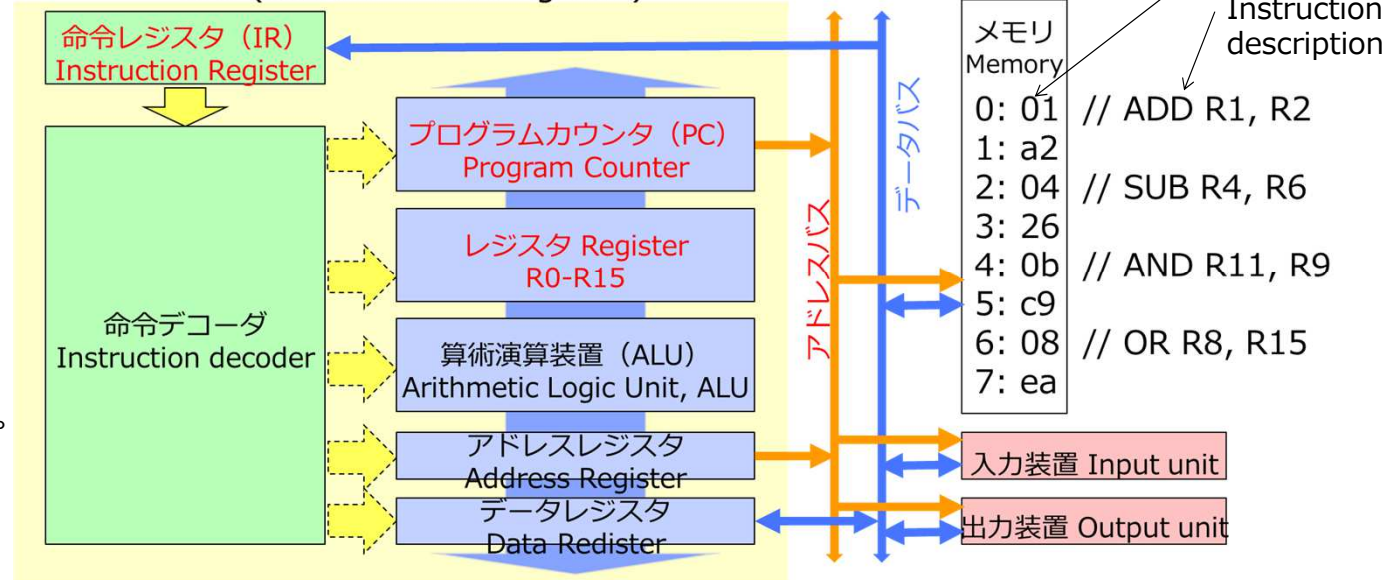 命令レジスタ（IR）
Instruction Register
命令デコーダ
Instruction decoder
プログラムカウンタ（PC）
Program Counter
レジスタ Register
R0-R15
算術演算装置（ALU）
Arithmetic Logic Unit, ALU
アドレスレジスタ
Address Register
データレジスタ
Data Redister
アドレスバス
データバス
メモリ
Memory
0: 01 // ADD R1, R2
1: a2
2: 04 // SUB R4, R6
3: 26
4: 0b // AND R11, R9
5: c9
6: 08 // OR R8, R15
7: ea
Instruction
description
入力装置 Input unit
出力装置 Output unit